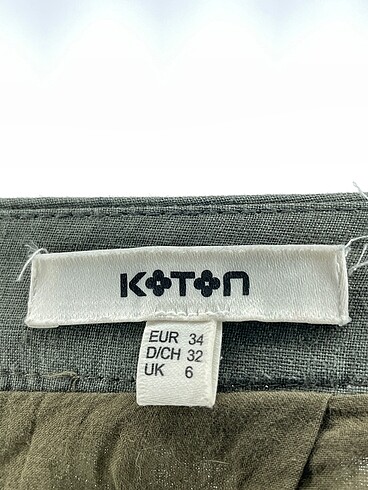 KOTON
EUR 34
D/CH 32
UK 6